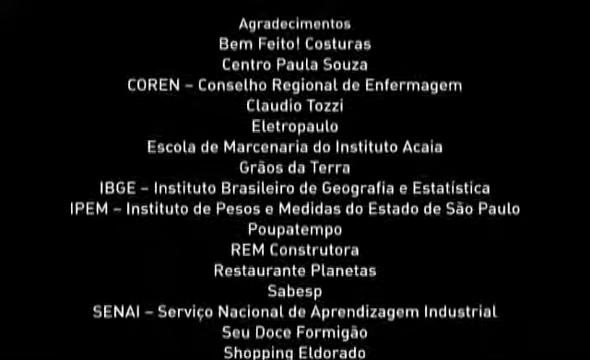 Agradecimentos
Bem Feito! Costuras
Centro Paula Souza
COREN – Conselho Regional de Enfermagem
Claudio Tozzi
Eletropaulo
Escola de Marcenaria do Instituto Acaia
Grãos da Terra
IBGE – Instituto Brasileiro de Geografia e Estatística
IPEM – Instituto de Pesos e Medidas do Estado de São Paulo
Poupatempo
REM Construtora
Restaurante Planetas
Sabesp
SENAI – Serviço Nacional de Aprendizagem Industrial
Seu Doce Formigão
Shopping Eldorado